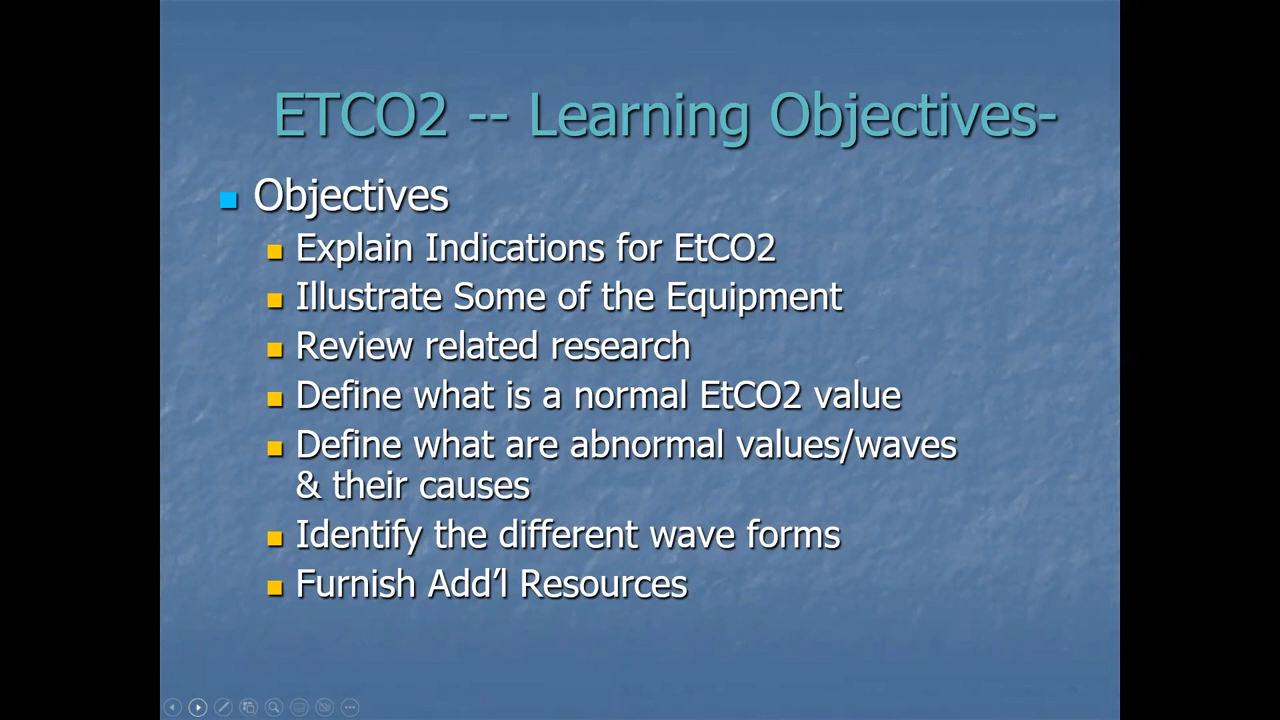 ETCO2 -- Learning Objectives-
Objectives
Explain Indications for EtCO2
Illustrate Some of the Equipment
Review related research
Define what is a normal EtCO2 value
Define what are abnormal values/waves
& their causes
Identify the different wave forms
Furnish Add’l Resources